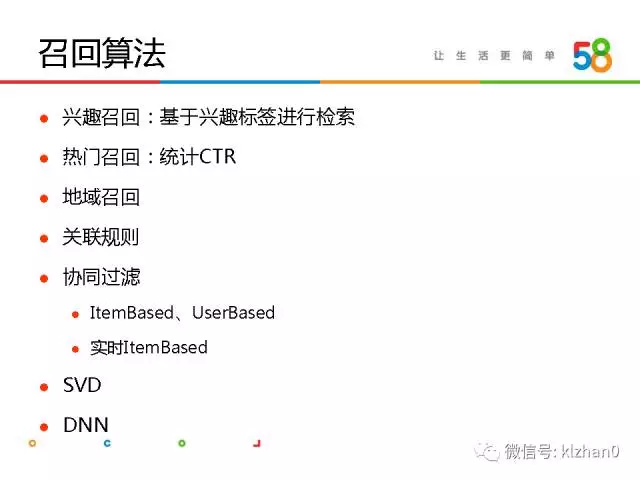 召回算法
让生活更简单 58
兴趣召回：基于兴趣标签进行检索
热门召回：统计CTR
地域召回
关联规则
协同过滤
ItemBased、UserBased
实时ItemBased
SVD
DNN
微信号: klzhan0